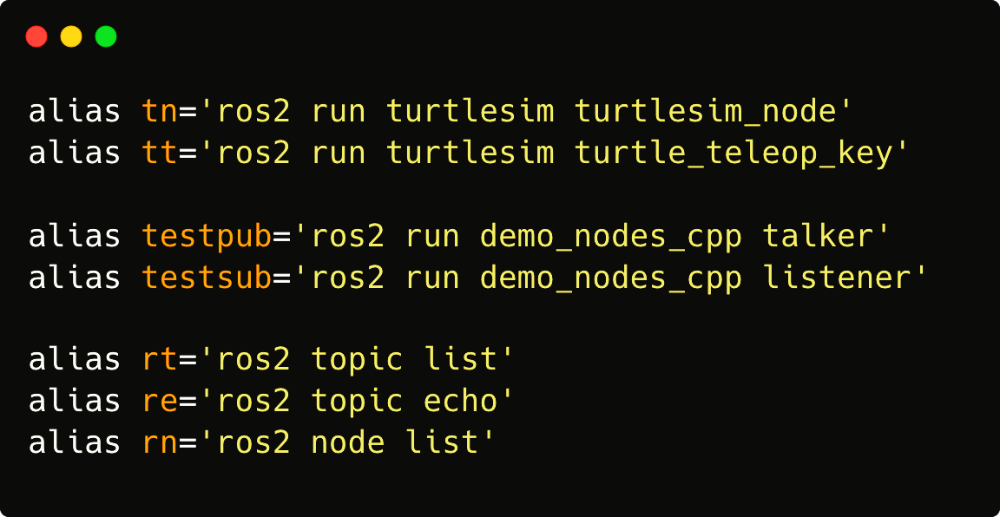 alias tn='ros2 run turtlesim turtlesim_node'
alias tt='ros2 run turtlesim turtle_teleop_key'
alias testpub='ros2 run demo_nodes_cpp talker'
alias testsub='ros2 run demo_nodes_cpp listener'
alias rt='ros2 topic list'
alias re='ros2 topic echo'
alias rn='ros2 node list'